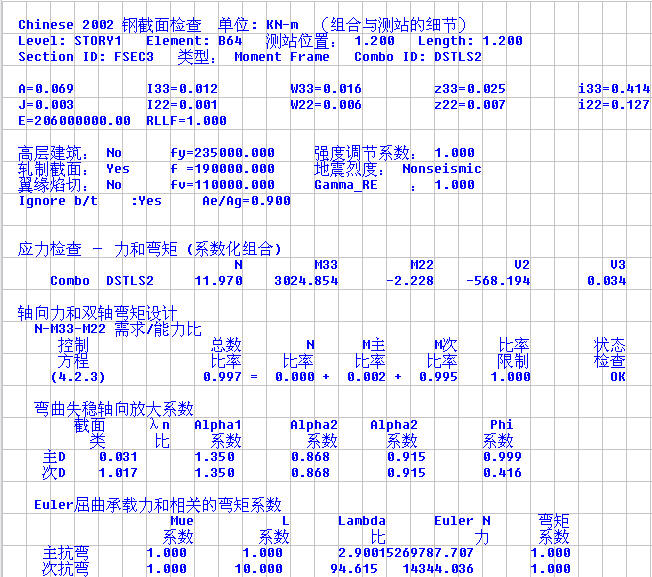 Chinese 2002 钢截面检查 单位: KN-m （组合与测站的细节）
Level: STORY1 Element: B64 测站位置： 1.200 Length: 1.200
Section ID: FSEC3 类型： Moment Frame Combo ID: DSTLS2
A=0.069 I33=0.012 W33=0.016 z33=0.025 i33=0.414
J=0.003 I22=0.001 W22=0.006 z22=0.007 i22=0.127
E=206000000.00 RLLF=1.000
高层建筑： No fy=235000.000 强度调节系数： 1.000
轧制截面： Yes f =190000.000 地震烈度： Nonseismic
翼缘焰切： No fv=110000.000 Gamma_RE ： 1.000
Ignore b/t :Yes Ae/Ag=0.900
应力检查 － 力和弯矩 (系数化组合)
N M33 M22 V2 V3
Combo DSTLS2 11.970 3024.854 -2.228 -568.194 0.034
轴向力和双轴弯矩设计
N-M33-M22 需求/能力比
控制 总数 N M主 M次 比率 状态
方程 比率 比率 比率 比率 限制 检查
(4.2.3) 0.997 = 0.000 + 0.002 + 0.995 1.000 OK
弯曲失稳轴向放大系数
截面 λn Alpha1 Alpha2 Alpha2 Phi
类 比 系数 系数 系数 系数
主D 0.031 1.350 0.868 0.915 0.999
次D 1.017 1.350 0.868 0.915 0.416
Euler屈曲承载力和相关的弯矩系数
Mue L Lambda Euler N 弯矩
系数 系数 比 力 系数
主抗弯 1.000 1.000 2.90015269787.707 1.000
次抗弯 1.000 10.000 94.615 14344.036 1.000